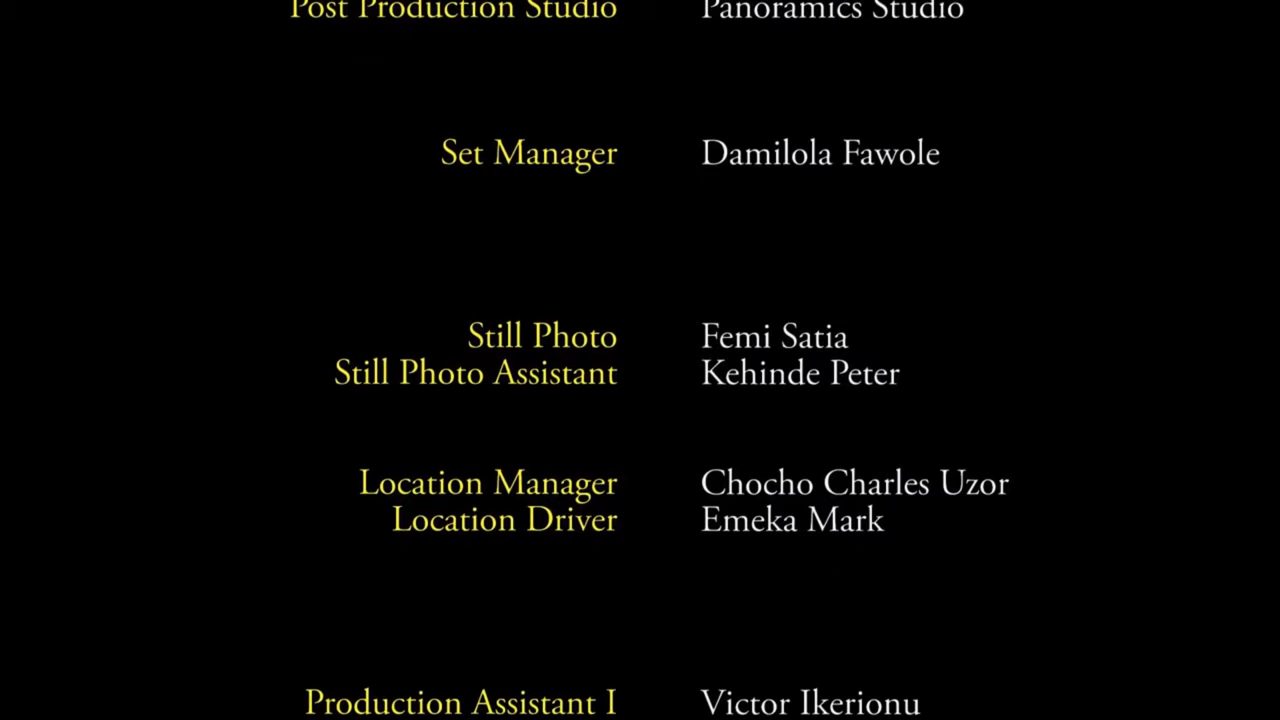 Post Production Studio Panoramics Studio
Set Manager Damilola Fawole
Still Photo Femi Satia
Still Photo Assistant Kehinde Peter
Location Manager Chocho Charles Uzor
Location Driver Emeka Mark
Production Assistant I Victor Ikerionu